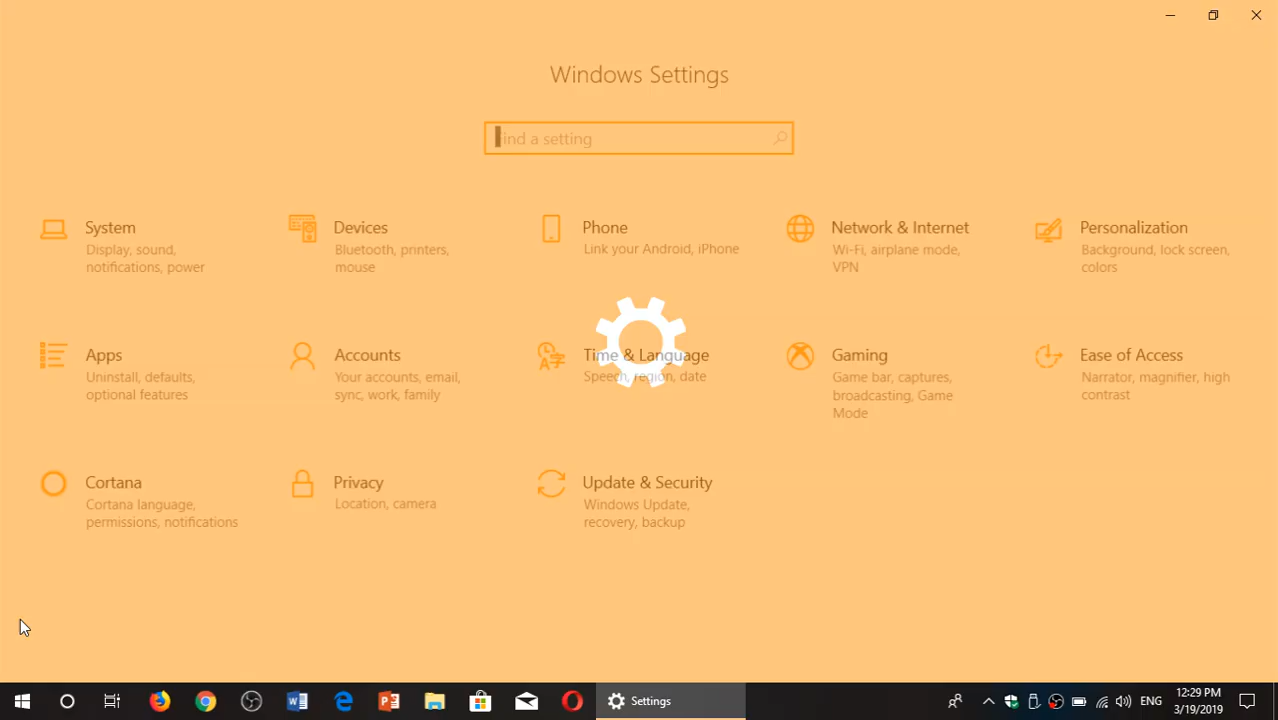 Windows Settings
ind a setting
System
Display, sound,
notifications, power
Devices
Bluetooth, printers,
mouse
Phone
Link your Android, iPhone
Network & Internet
Wi-Fi, airplane mode,
VPN
Personalization
Background, lock screen,
colors
Apps
Uninstall, defaults,
optional features
Accounts
Your accounts, email,
sync, work, family
Time & Language
Speech, region, date
Gaming
Game bar, captures,
broadcasting, Game
Mode
Ease of Access
Narrator, magnifier, high
contrast
Cortana
Cortana language,
permissions, notifications
Privacy
Location, camera
Update & Security
Windows Update,
recovery, backup
Settings
ENG
12:29 PM
3/19/2019